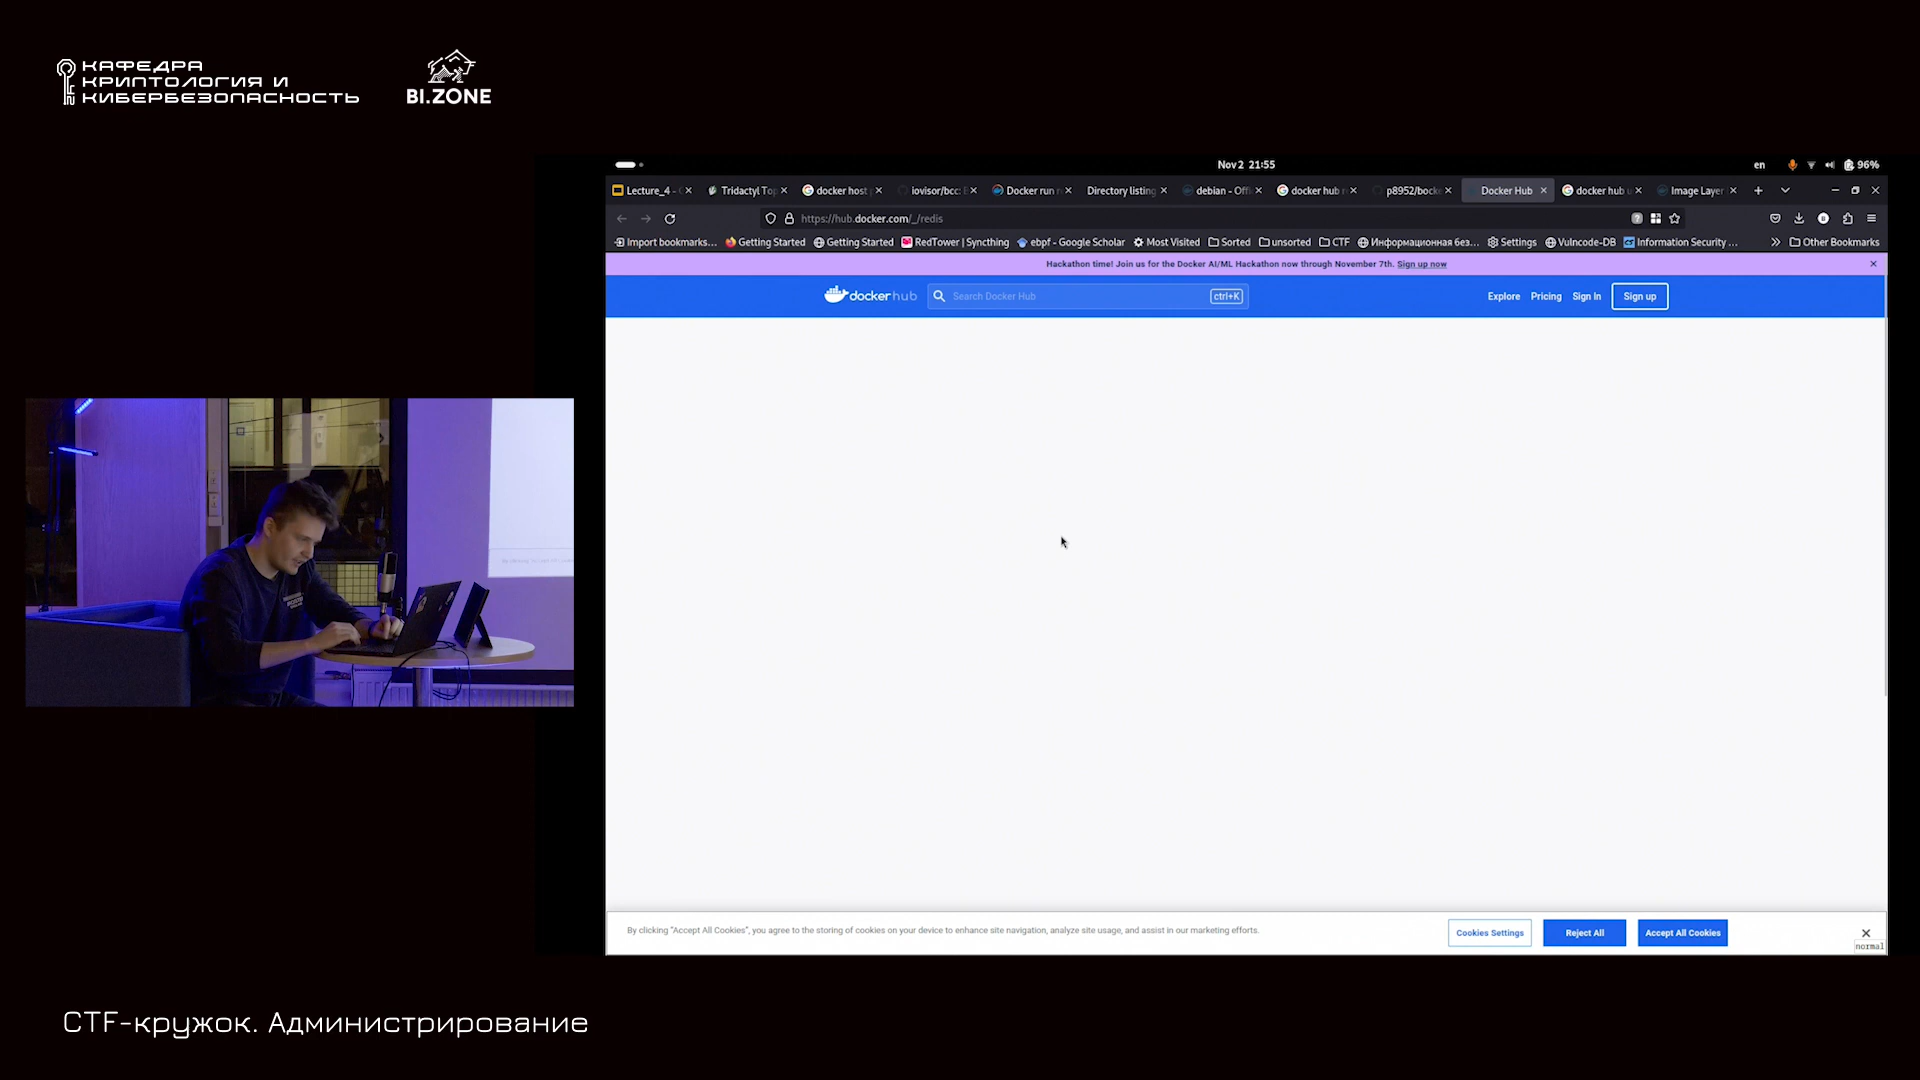 КАФЕДРА
КРИПТОЛОГИЯ И
КИБЕРБЕЗОПАСНОСТЬ
BI.ZONE
Nov 2 21:55
en
96%
Lecture_4 -
Tridactyl Top
docker host
iovisor/bcc:
Docker run
Directory listing
debian - Offi
docker hub
p8952/bock
Docker Hub
docker hub
Image Layer
https://hub.docker.com/_/redis
Import bookmarks...
Getting Started
Getting Started
RedTower | Syncthing
ebpf - Google Scholar
Most Visited
Sorted
unsorted
CTF
Информационная без...
Settings
Vulncode-DB
Information Security ...
Other Bookmarks
Hackathon time! Join us for the Docker AI/ML Hackathon now through November 7th. Sign up now
docker hub
Search Docker Hub
ctrl+K
Explore
Pricing
Sign In
Sign up
By clicking "Accept All Cookies", you agree to the storing of cookies on your device to enhance site navigation, analyze site usage, and assist in our marketing efforts.
Cookies Settings
Reject All
Accept All Cookies
normal
CTF-кружок. Администрирование